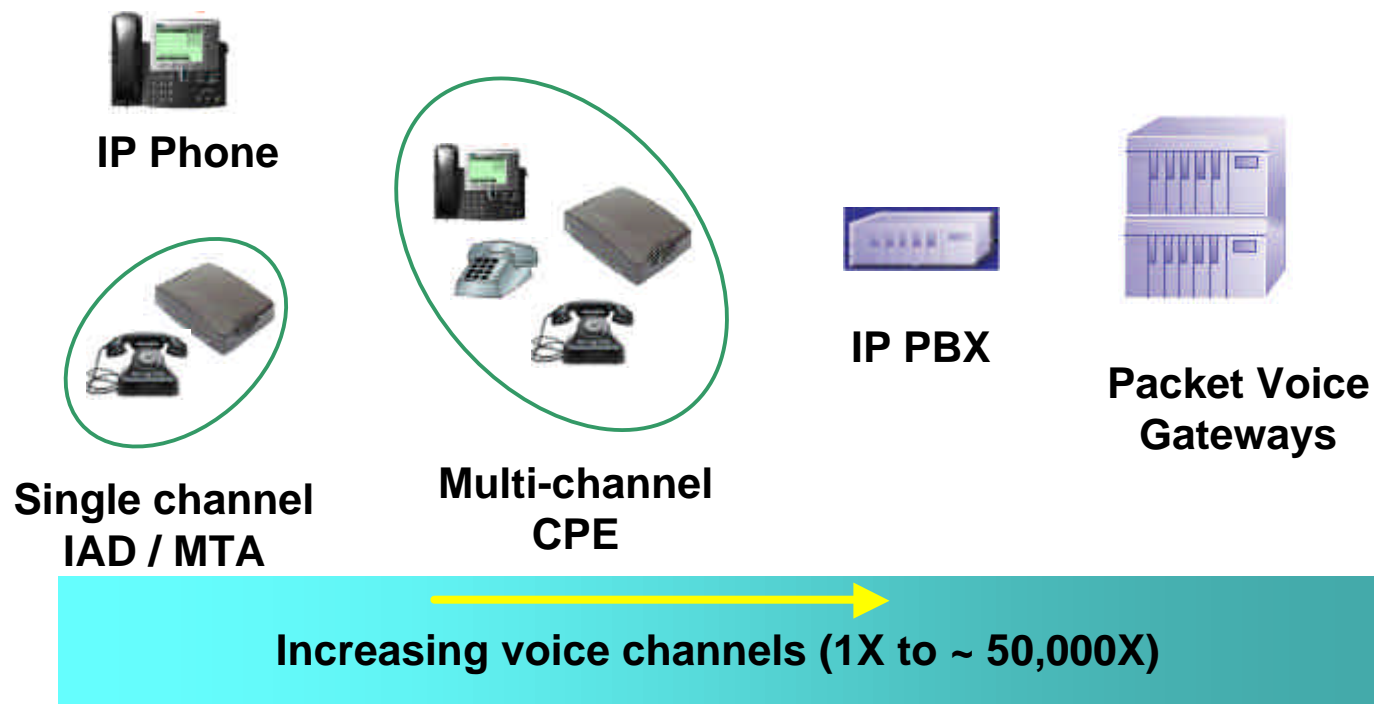 IP Phone
Single channel
IAD / MTA
Multi-channel
CPE
IP PBX
Packet Voice
Gateways
Increasing voice channels (1X to ~ 50,000X)